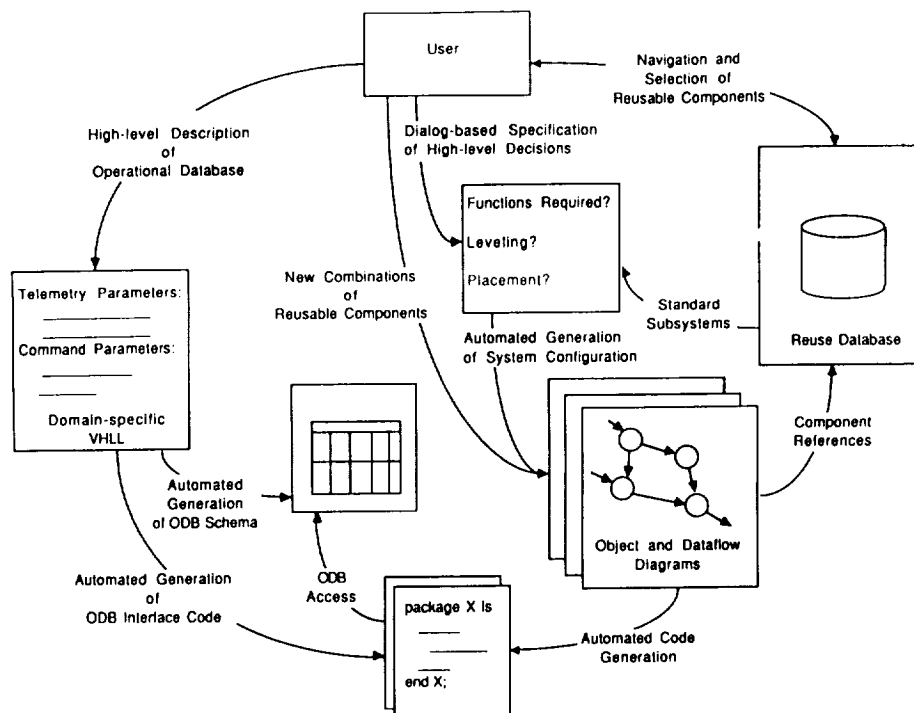 User
Navigation and
Selection of
Reusable Components
High-level Description
of
Operational Database
Dialog-based Specification
of High-level Decisions
Functions Required?
Leveling?
Placement?
New Combinations
of
Reusable Components
Standard
Subsystems
Reuse Database
Telemetry Parameters:
Command Parameters:
Domain-specific
VHLL
Automated Generation
of System Configuration
Component
References
Automated
Generation
of ODB Schema
Object and Dataflow
Diagrams
Automated Generation
of
ODB Interlace Code
ODB
Access
package X Is
end X;
Automated Code
Generation